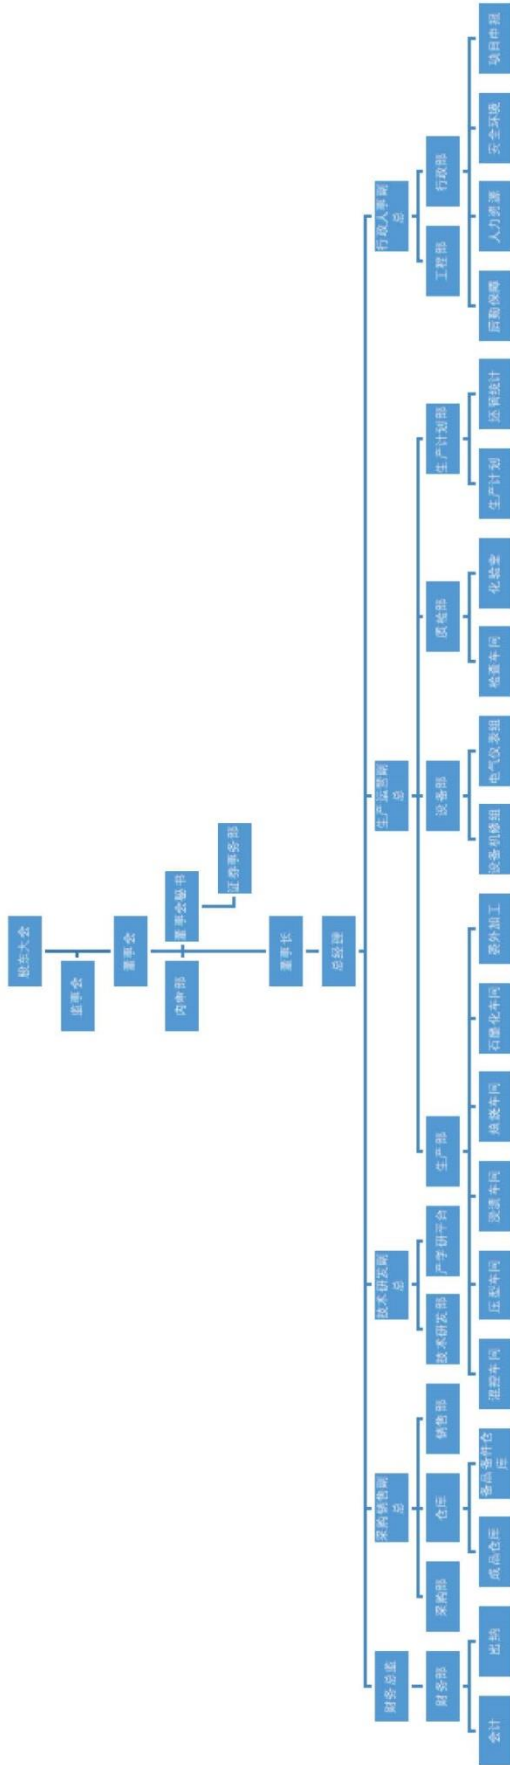 股东大会
监事会
董事会
内审部
董事会秘书
证券事务部
董事长
总经理
财务总监
采购销售副
总
技术研发副
总
生产运营副
总
行政人事副
总
财务部
采购部
仓库
销售部
技术研发部
产学研平台
生产部
设备部
质检部
生产计划部
工程部
行政部
会计
出纳
成品仓库
备品备件仓
库
混捏车间
压型车间
浸渍车间
焙烧车间
石墨化车间
委外加工
设备机修组
电气仪表组
检查车间
化验室
生产计划
后勤保障
人力资源
安全环境
项目申报